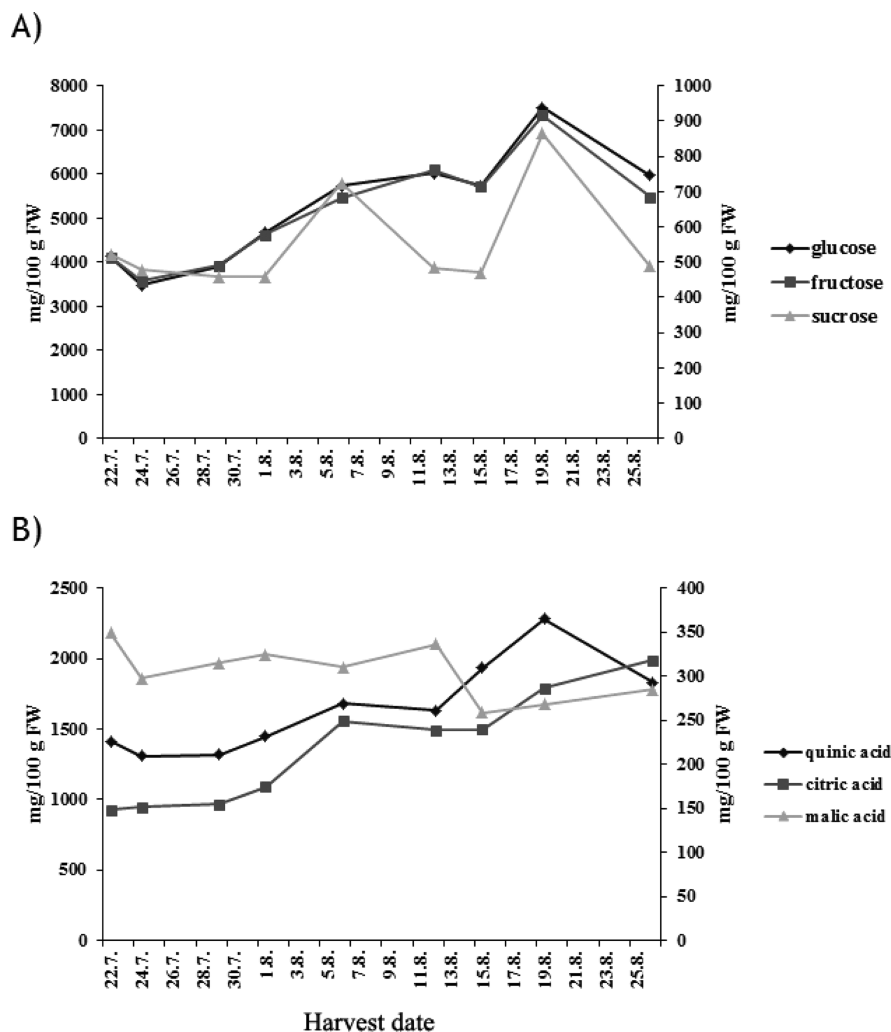 A)
8000
7000
6000
5000
4000
3000
2000
1000
0
mg/100 g FW
1000
900
800
700
600
500
400
300
200
100
0
mg/100 g FW
22.7. 24.7. 26.7. 28.7. 30.7. 1.8. 3.8. 5.8. 7.8. 9.8. 11.8. 13.8. 15.8. 17.8. 19.8. 21.8. 23.8. 25.8.
glucose
fructose
sucrose
B)
2500
2000
1500
1000
500
0
mg/100 g FW
400
350
300
250
200
150
100
50
0
mg/100 g FW
22.7. 24.7. 26.7. 28.7. 30.7. 1.8. 3.8. 5.8. 7.8. 9.8. 11.8. 13.8. 15.8. 17.8. 19.8. 21.8. 23.8. 25.8.
quinic acid
citric acid
malic acid
Harvest date